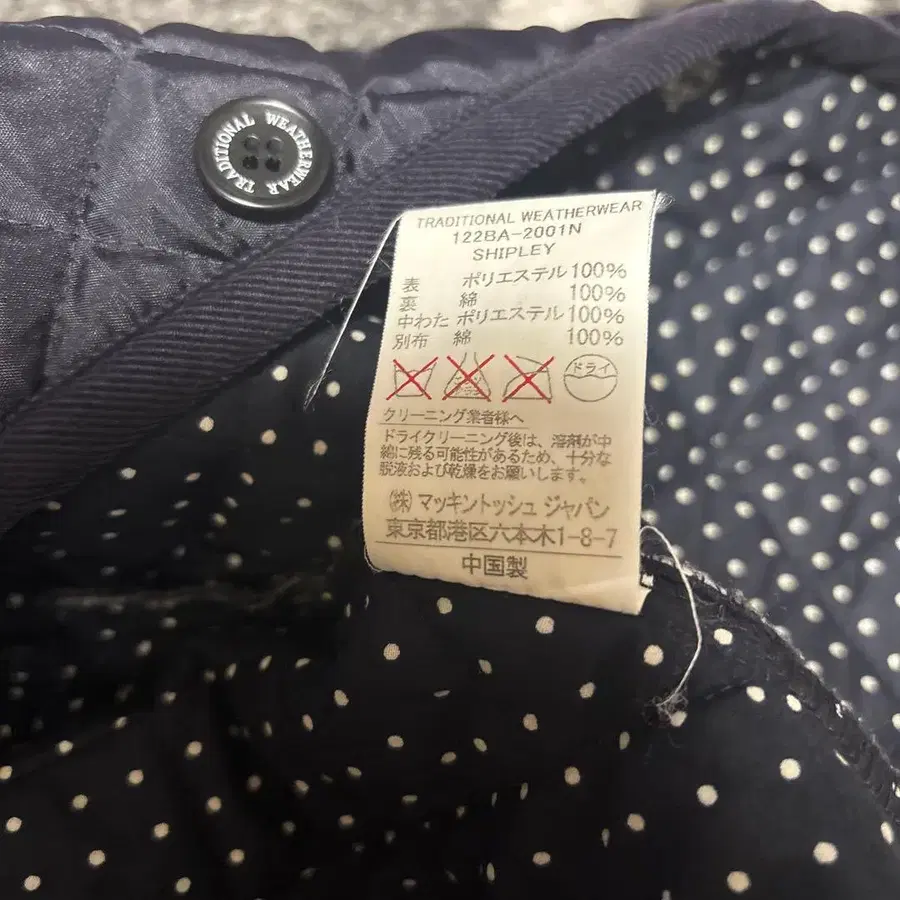 TRADITIONAL WEATHERWEAR
TRADITIONAL WEATHERWEAR
122BA-2001N
SHIPLEY
表 ポリエステル100%
裏 綿 100%
中わた ポリエステル100%
別布 綿 100%
ドライ
クリーニング業者様へ
ドライクリーニング後は、溶剤が中
綿に残る可能性があるため、十分な
脱液および乾燥をお願いします。
㈱ マッキントッシュ ジャパン
東京都港区六本木1-8-7
中国製